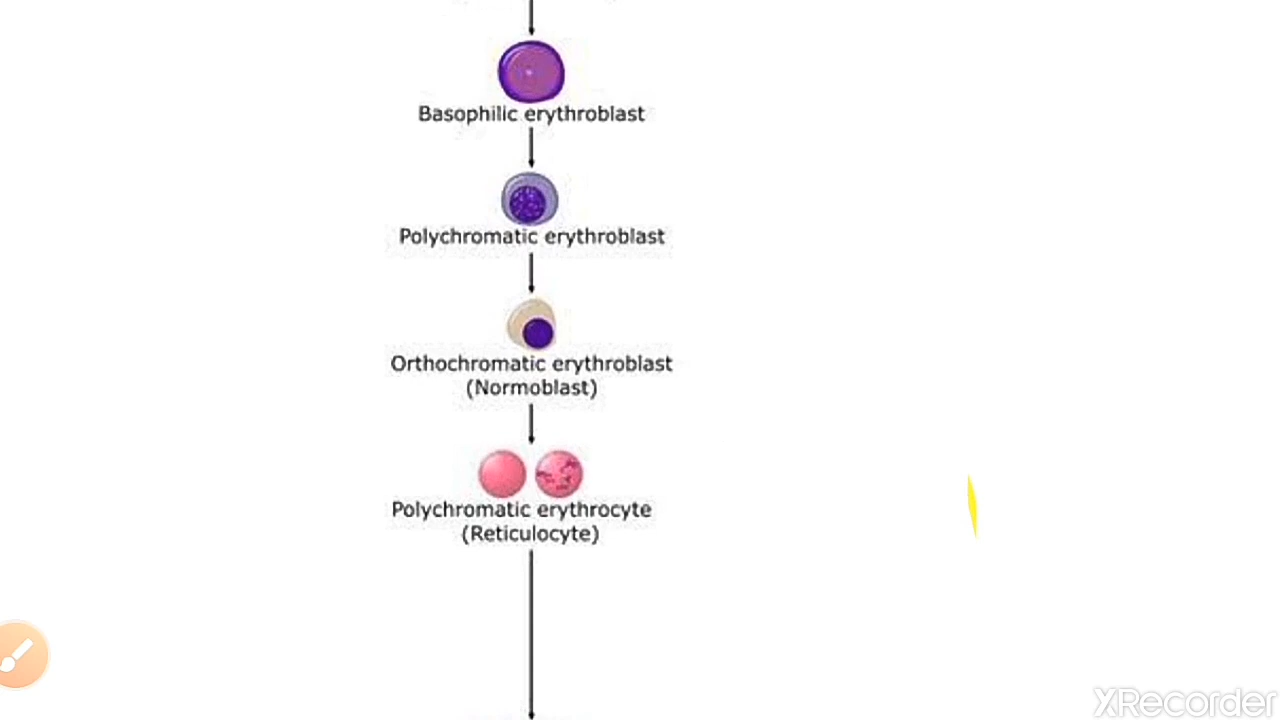 Basophilic erythroblast
Polychromatic erythroblast
Orthochromatic erythroblast
(Normoblast)
Polychromatic erythrocyte
(Reticulocyte)
XRecorder